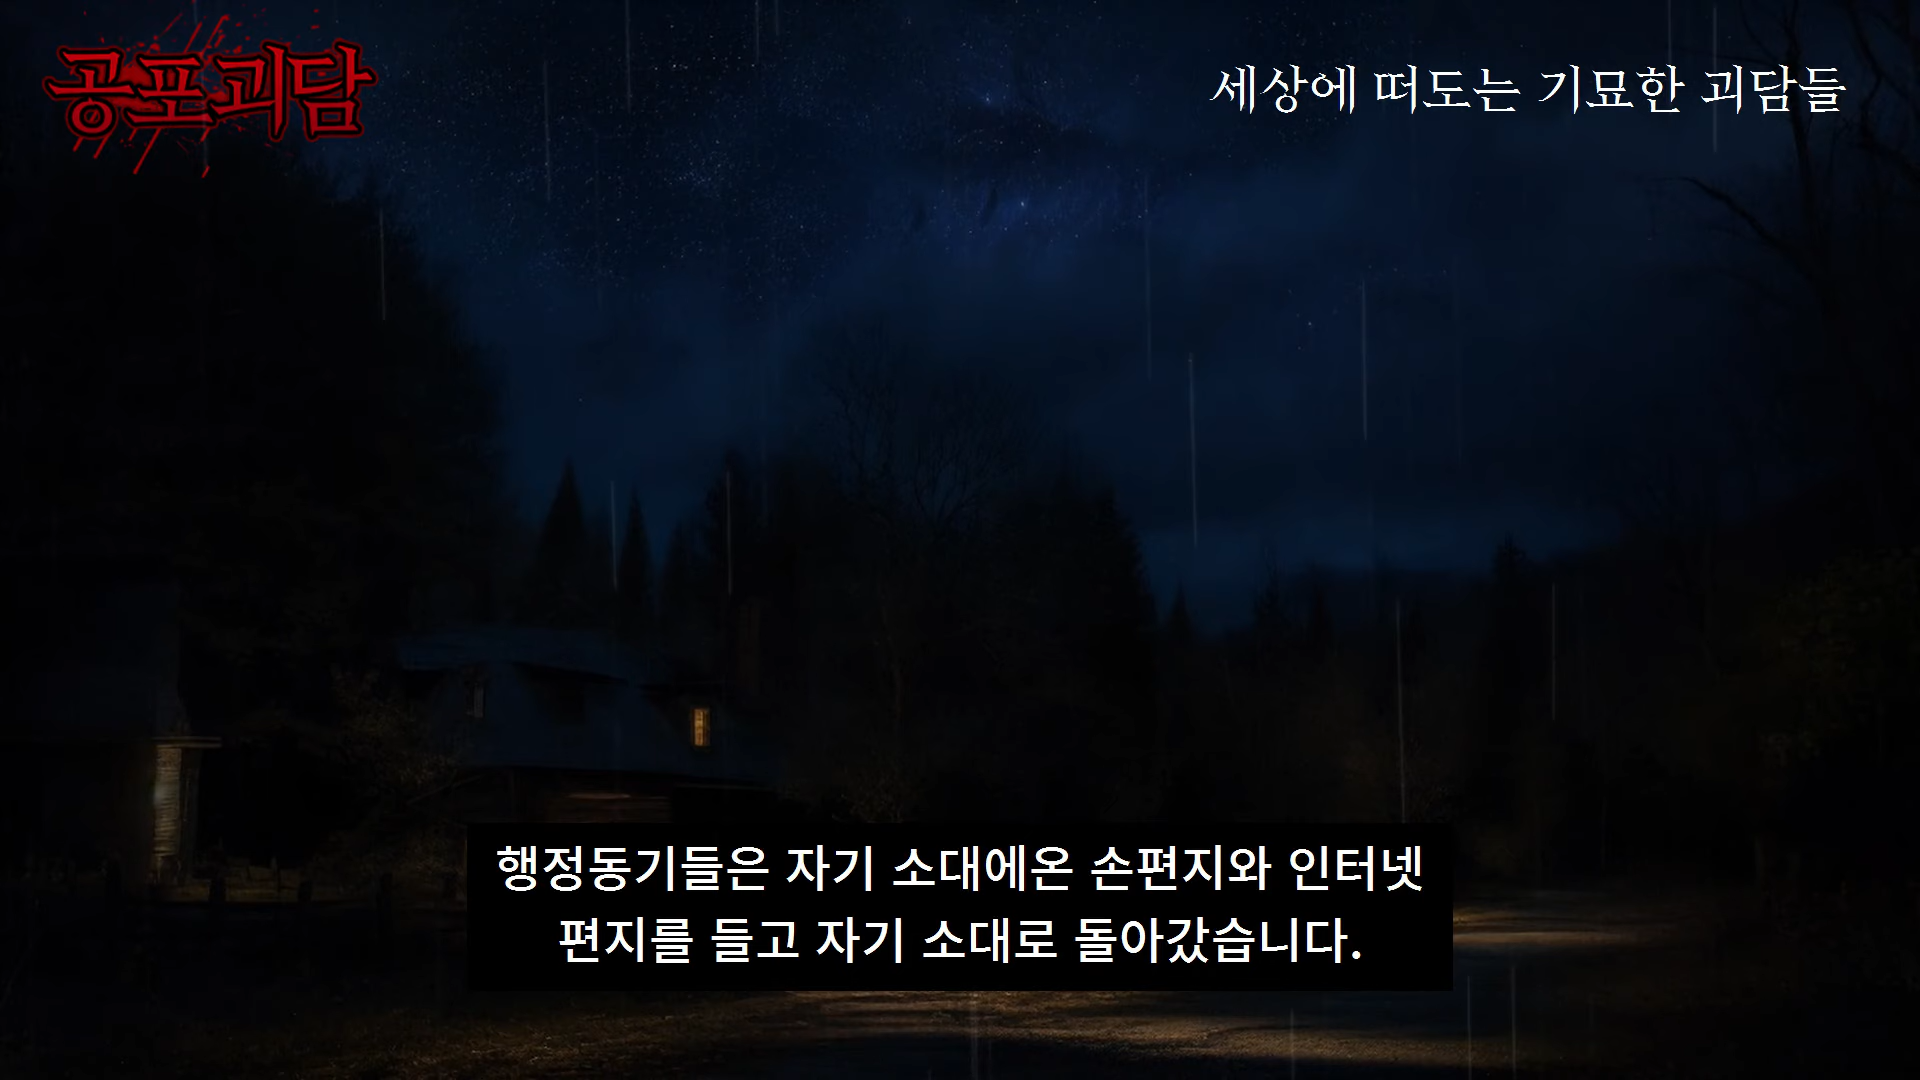 공포괴담
세상에 떠도는 기묘한 괴담들
행정동기들은 자기 소대에온 손편지와 인터넷
편지를 들고 자기 소대로 돌아갔습니다.